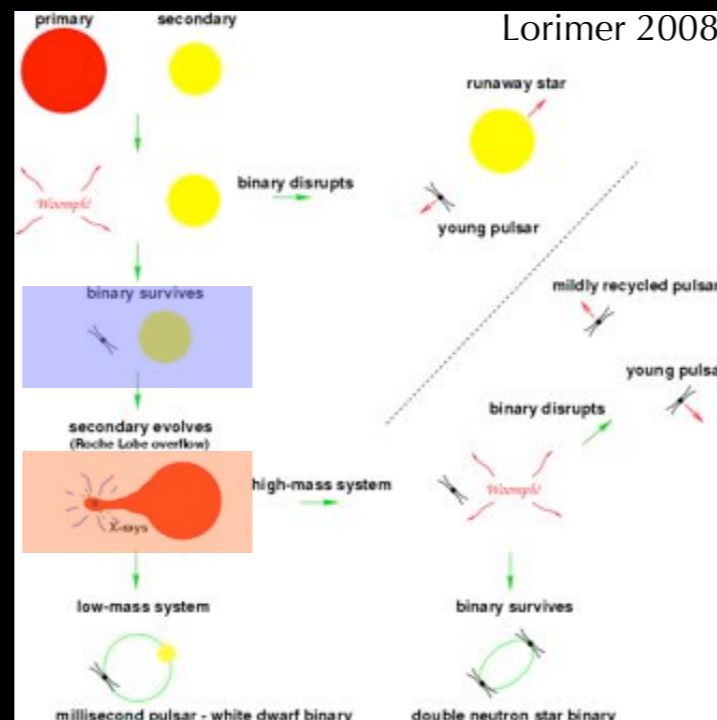 Lorimer 2008
primary
secondary
runaway star
Woomph!
binary disrupts
young pulsar
binary survives
mildly recycled pulsar
young pulsa
secondary evolves
(Roche Lobe overflow)
binary disrupts
X-rays
high-mass system
Woomph!
low-mass system
binary survives
millisecond pulsar - white dwarf binary
double neutron star binary